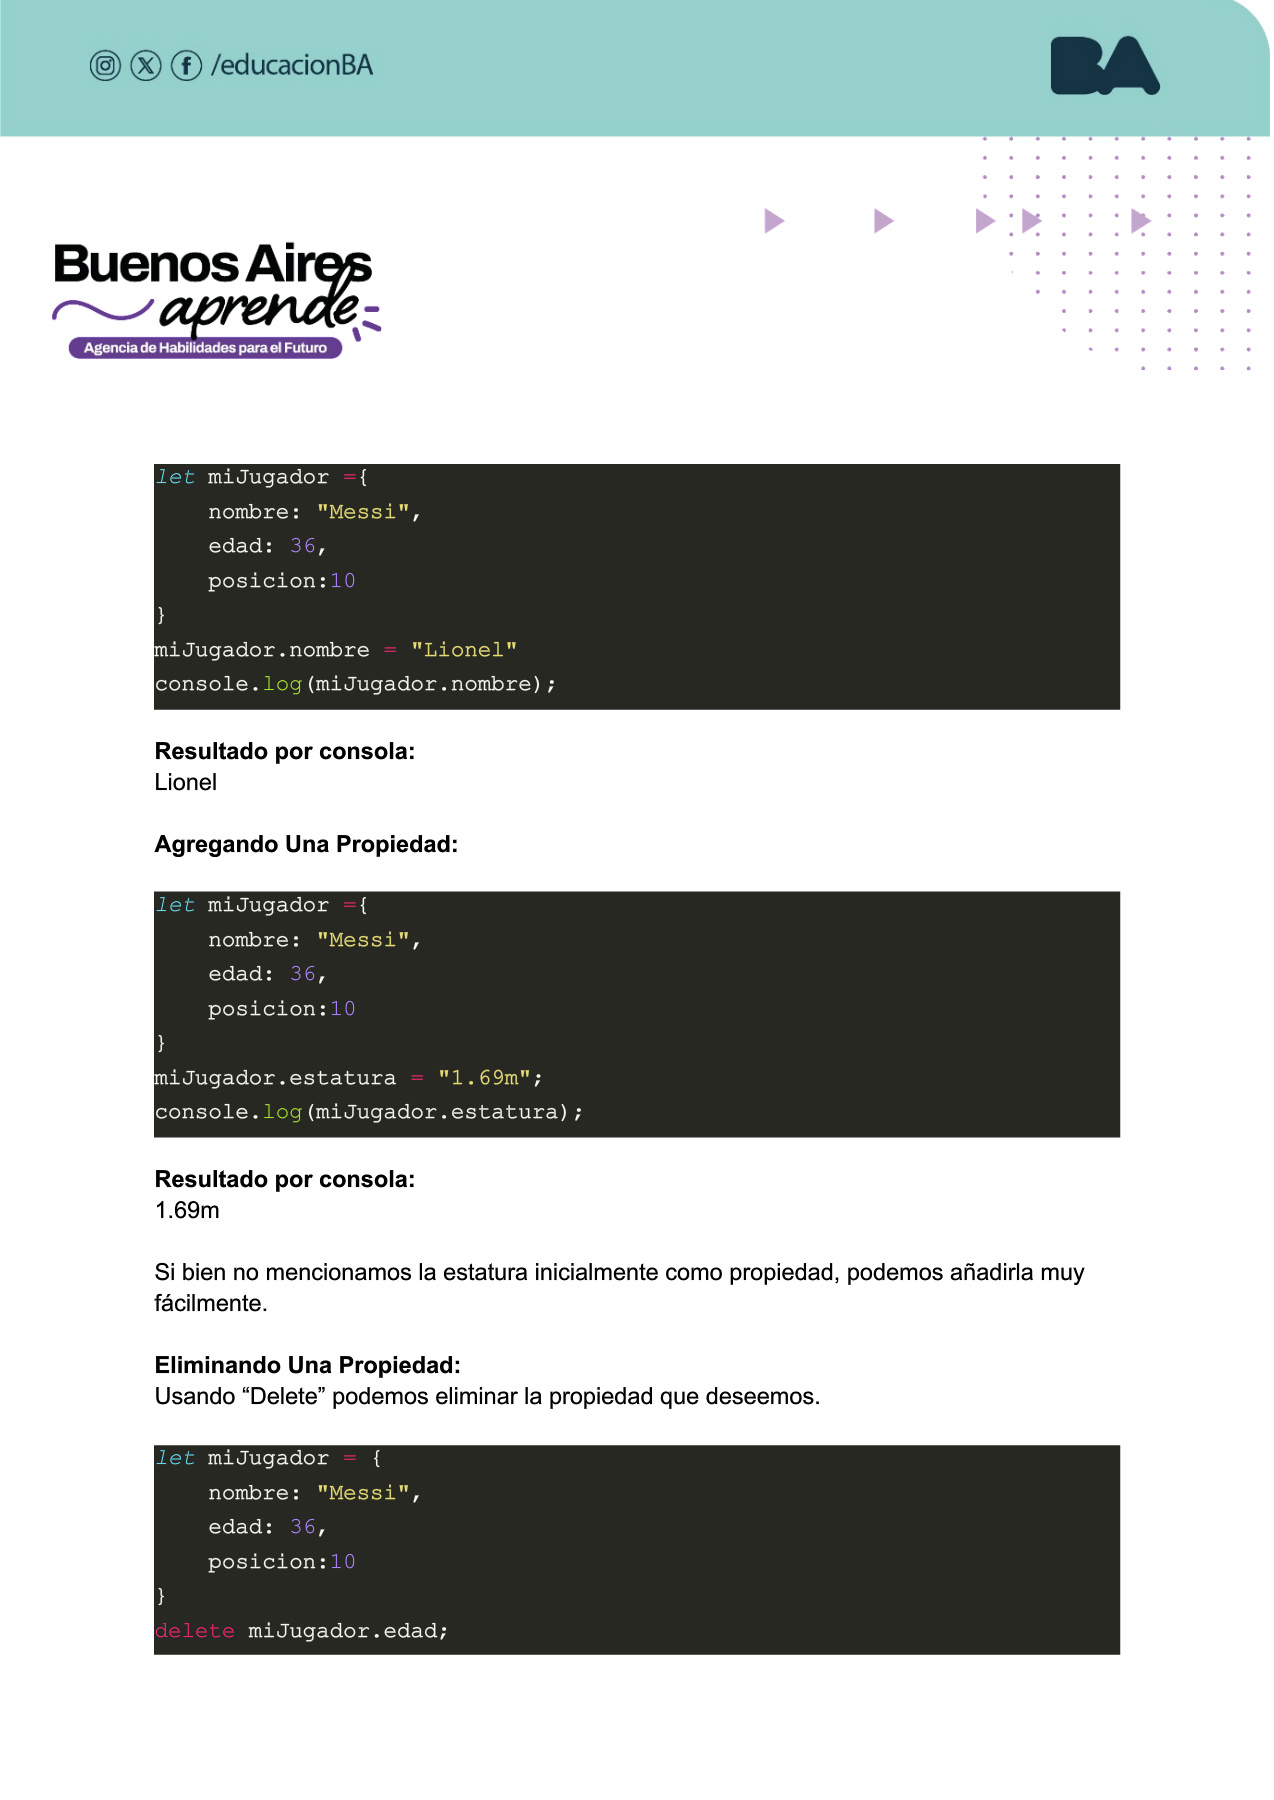 /educacionBA
BA
Buenos Aires
aprende
Agencia de Habilidades para el Futuro
let miJugador ={
    nombre: "Messi",
    edad: 36,
    posicion:10
}
miJugador.nombre = "Lionel"
console.log(miJugador.nombre);
Resultado por consola:
Lionel
Agregando Una Propiedad:
let miJugador ={
    nombre: "Messi",
    edad: 36,
    posicion:10
}
miJugador.estatura = "1.69m";
console.log(miJugador.estatura);
Resultado por consola:
1.69m
Si bien no mencionamos la estatura inicialmente como propiedad, podemos añadirla muy
fácilmente.
Eliminando Una Propiedad:
Usando “Delete” podemos eliminar la propiedad que deseemos.
let miJugador = {
    nombre: "Messi",
    edad: 36,
    posicion:10
}
delete miJugador.edad;